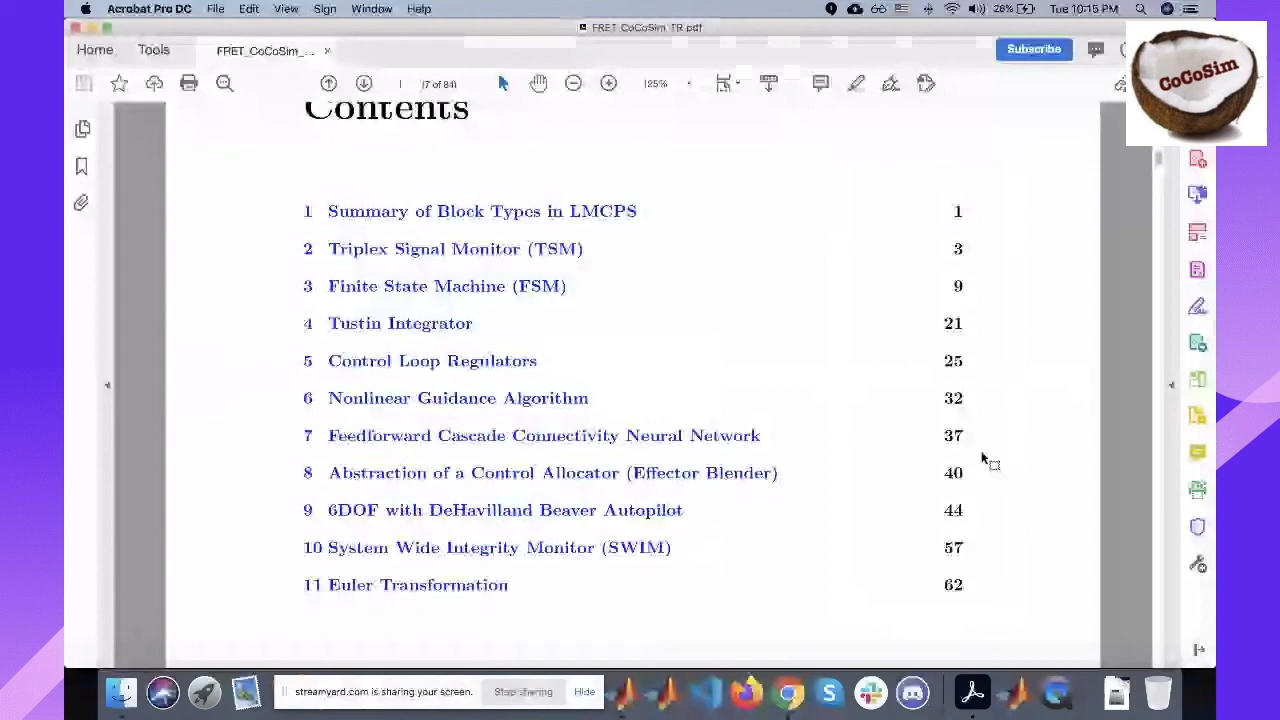 Acrobat Pro DC File Edit View Sign Window Help 28% Tue 10:15 PM
FRET_CoCoSim_TR.pdf
Home Tools FRET_CoCoSim_... × Subscribe
I (7 of 84) 125%
CoCoSim
Contents
1 Summary of Block Types in LMCPS 1
2 Triplex Signal Monitor (TSM) 3
3 Finite State Machine (FSM) 9
4 Tustin Integrator 21
5 Control Loop Regulators 25
6 Nonlinear Guidance Algorithm 32
7 Feedforward Cascade Connectivity Neural Network 37
8 Abstraction of a Control Allocator (Effector Blender) 40
9 6DOF with DeHavilland Beaver Autopilot 44
10 System Wide Integrity Monitor (SWIM) 57
11 Euler Transformation 62
streamyard.com is sharing your screen. Stop sharing Hide